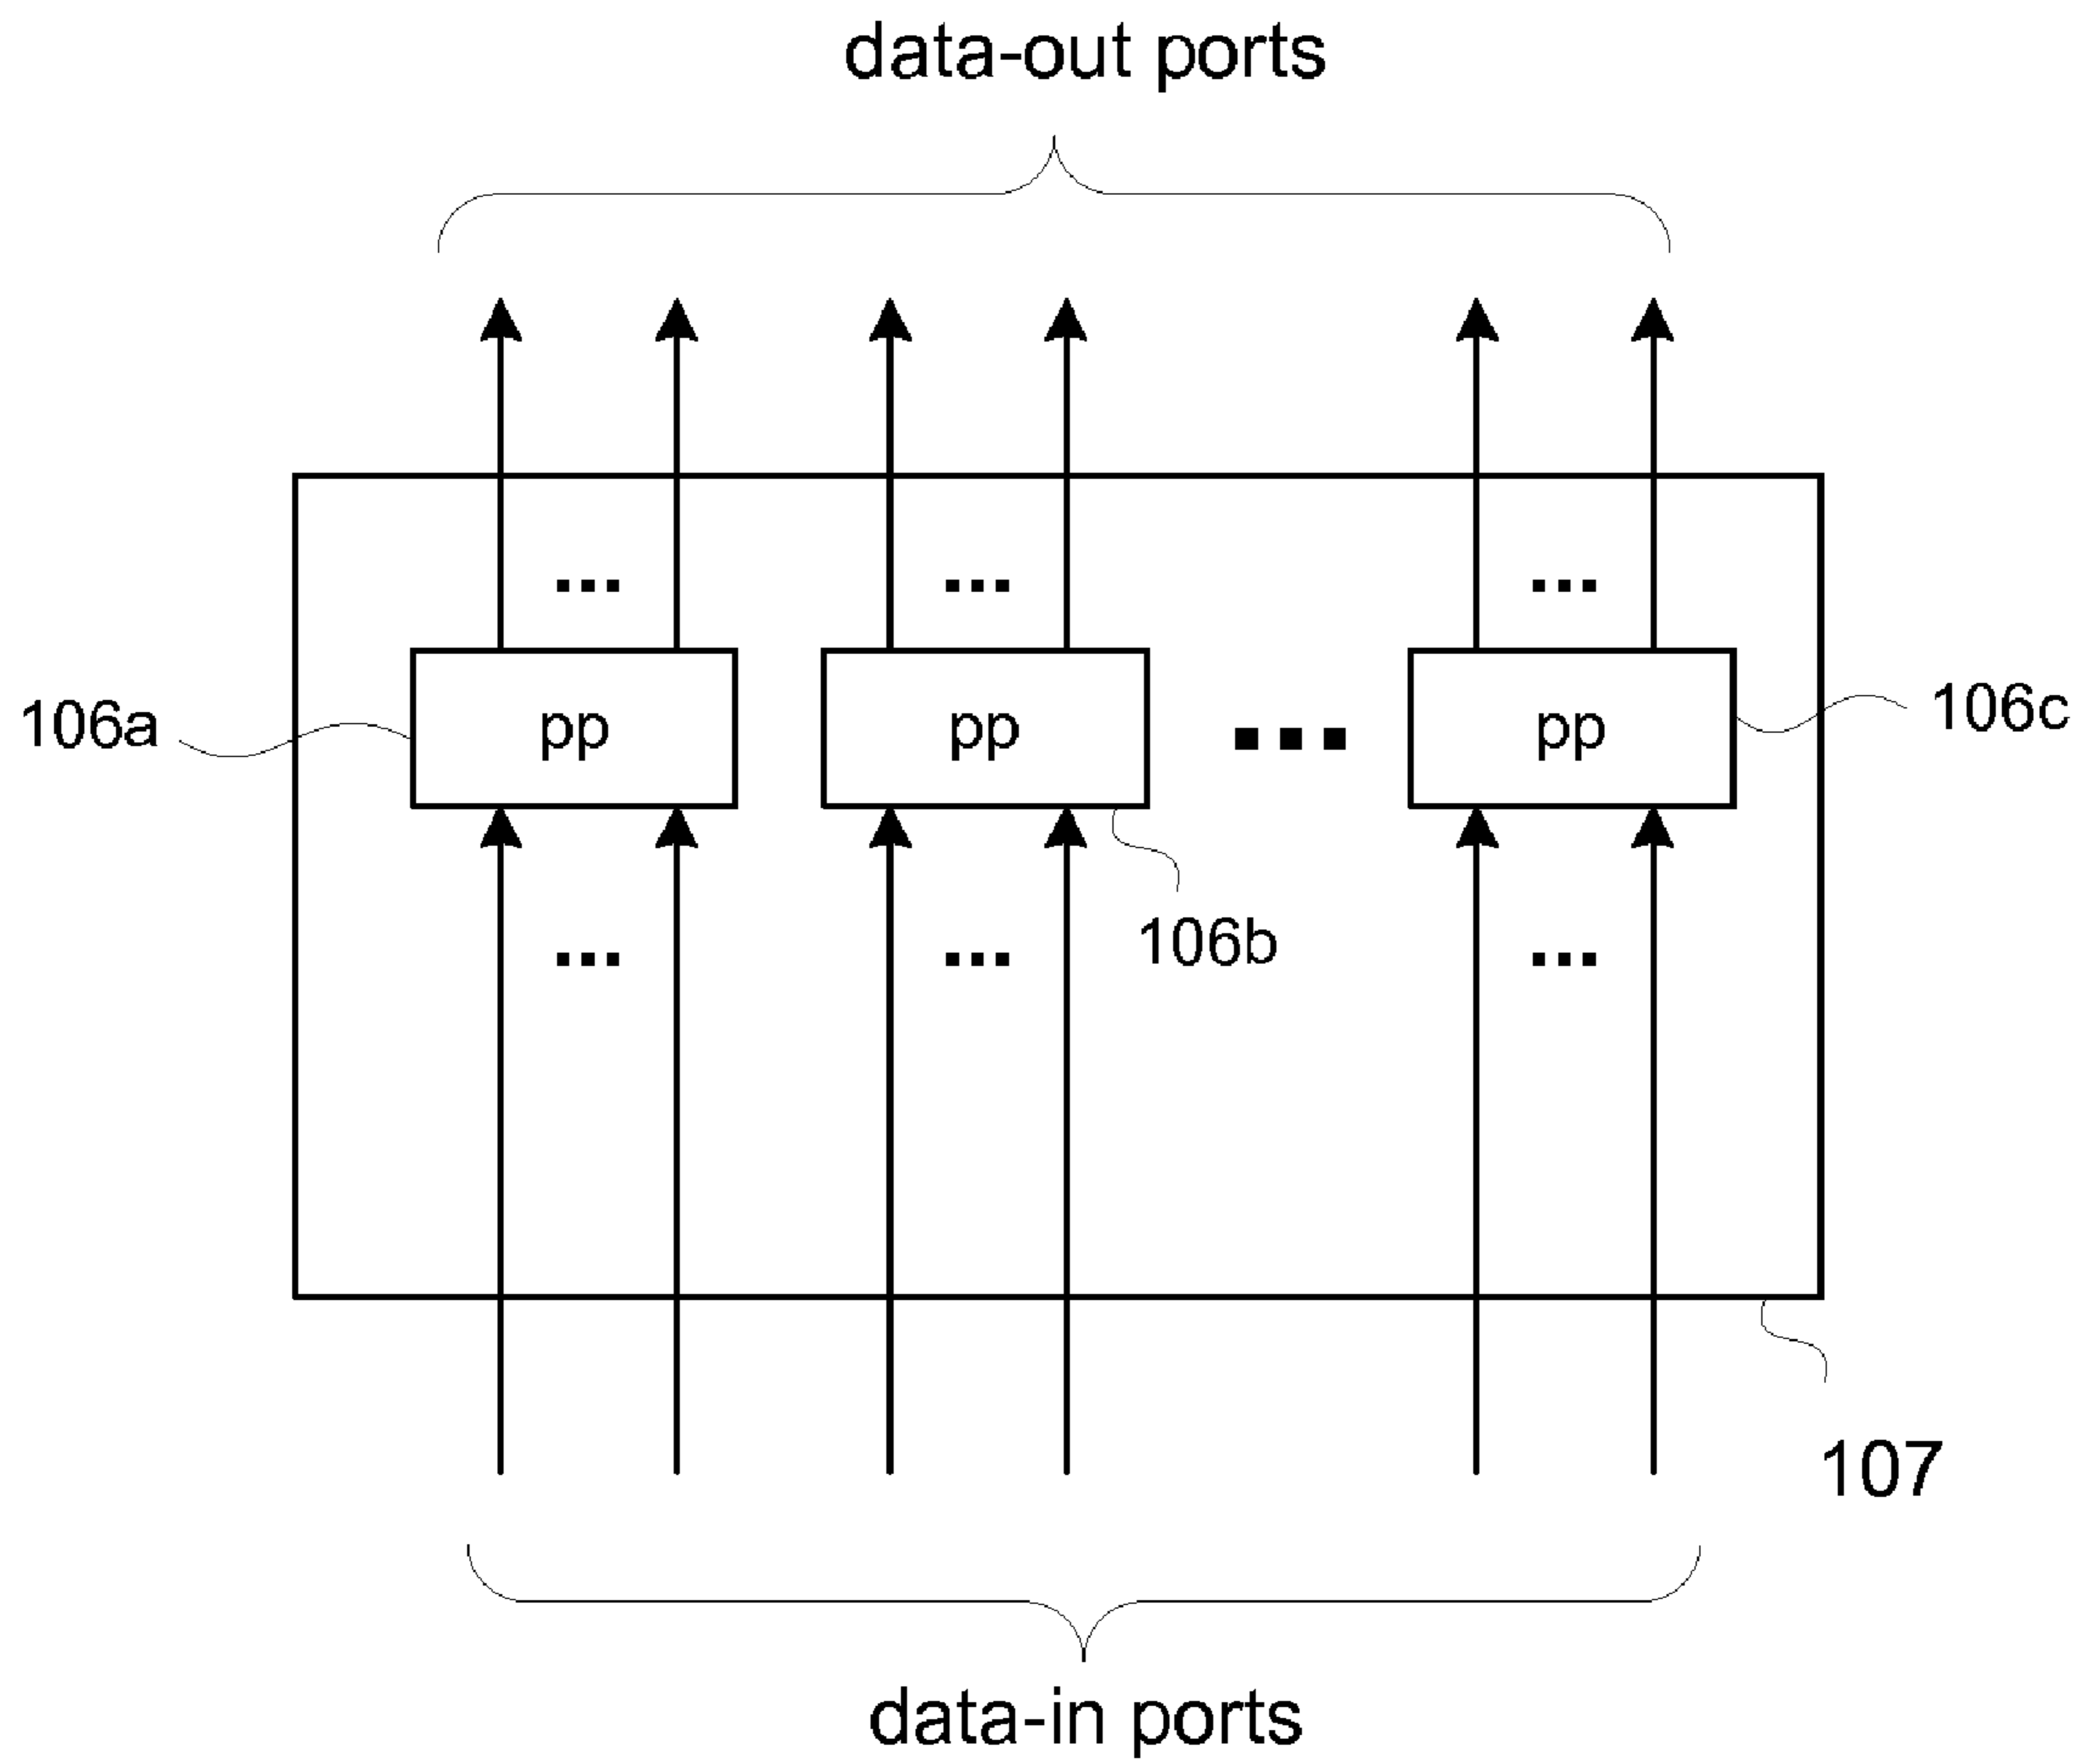 data-out ports
... ... ...
106a pp pp ... pp 106c
106b
... ... ...
107
data-in ports